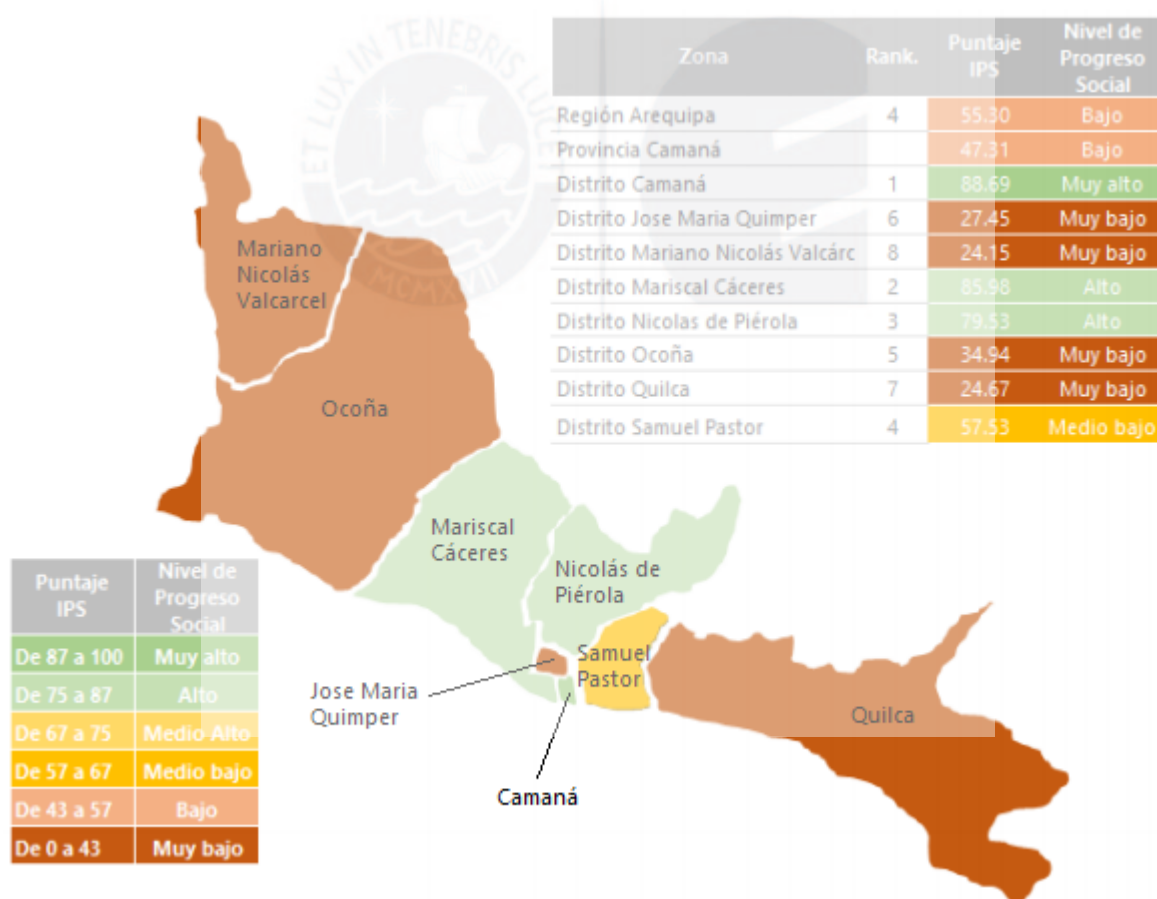 ET LUX IN TENEBRIS LUCET
MCMXVII
Zona Rank. Puntaje IPS Nivel de Progreso Social
Región Arequipa 4 55.30 Bajo
Provincia Camaná 47.31 Bajo
Distrito Camaná 1 88.69 Muy alto
Distrito Jose Maria Quimper 6 27.45 Muy bajo
Distrito Mariano Nicolás Valcárc 8 24.15 Muy bajo
Distrito Mariscal Cáceres 2 85.98 Alto
Distrito Nicolas de Piérola 3 79.53 Alto
Distrito Ocoña 5 34.94 Muy bajo
Distrito Quilca 7 24.67 Muy bajo
Distrito Samuel Pastor 4 57.53 Medio bajo
Mariano
Nicolás
Valcarcel
Ocoña
Mariscal
Cáceres
Nicolás de
Piérola
Samuel
Pastor
Jose Maria
Quimper
Quilca
Camaná
Puntaje IPS Nivel de Progreso Social
De 87 a 100 Muy alto
De 75 a 87 Alto
De 67 a 75 Medio Alto
De 57 a 67 Medio bajo
De 43 a 57 Bajo
De 0 a 43 Muy bajo